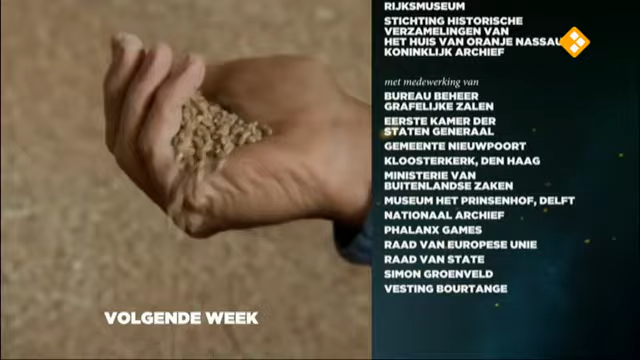 RIJKSMUSEUM
STICHTING HISTORISCHE
VERZAMELINGEN VAN
HET HUIS VAN ORANJE NASSAU
KONINKLIJK ARCHIEF
met medewerking van
BUREAU BEHEER
GRAFELIJKE ZALEN
EERSTE KAMER DER
STATEN GENERAAL
GEMEENTE NIEUWPOORT
KLOOSTERKERK, DEN HAAG
MINISTERIE VAN
BUITENLANDSE ZAKEN
MUSEUM HET PRINSENHOF, DELFT
NATIONAAL ARCHIEF
PHALANX GAMES
RAAD VAN EUROPESE UNIE
RAAD VAN STATE
SIMON GROENVELD
VESTING BOURTANGE
VOLGENDE WEEK